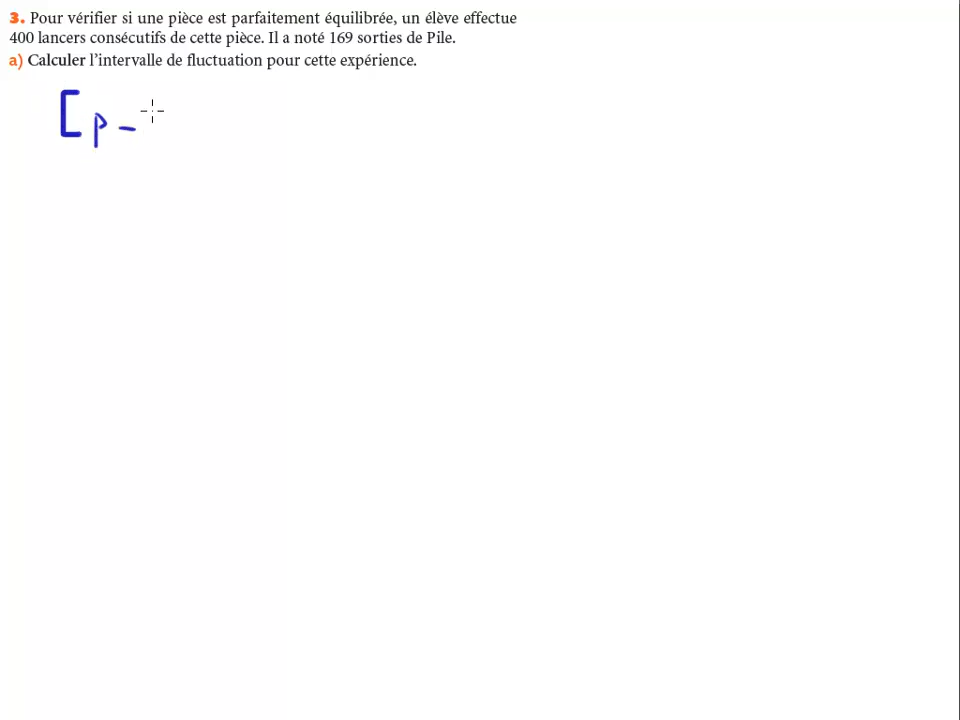 3. Pour vérifier si une pièce est parfaitement équilibrée, un élève effectue
400 lancers consécutifs de cette pièce. Il a noté 169 sorties de Pile.
a) Calculer l’intervalle de fluctuation pour cette expérience.
[p –